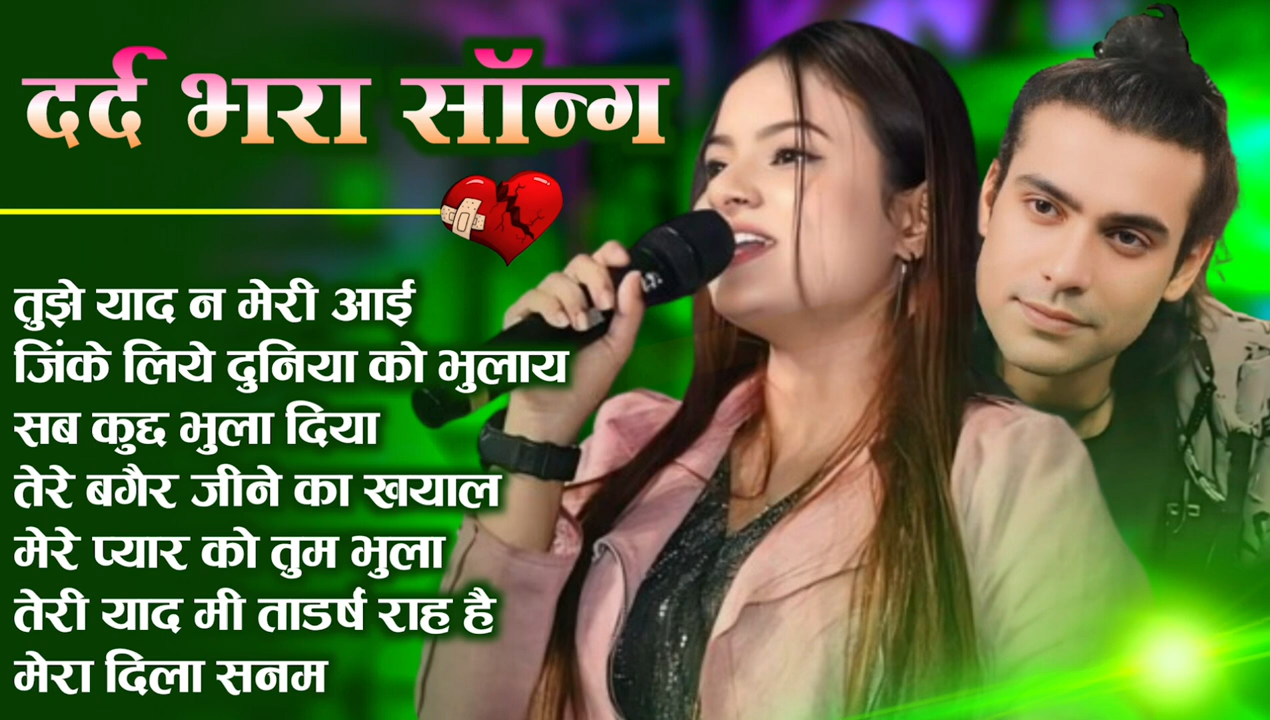 दर्द भरा सॉन्ग
तुझे याद न मेरी आई
जिंके लिये दुनिया को भुलाय
सब कुद्द भुला दिया
तेरे बगैर जीने का खयाल
मेरे प्यार को तुम भुला
तेरी याद मी ताडर्ष राह है
मेरा दिला सनम